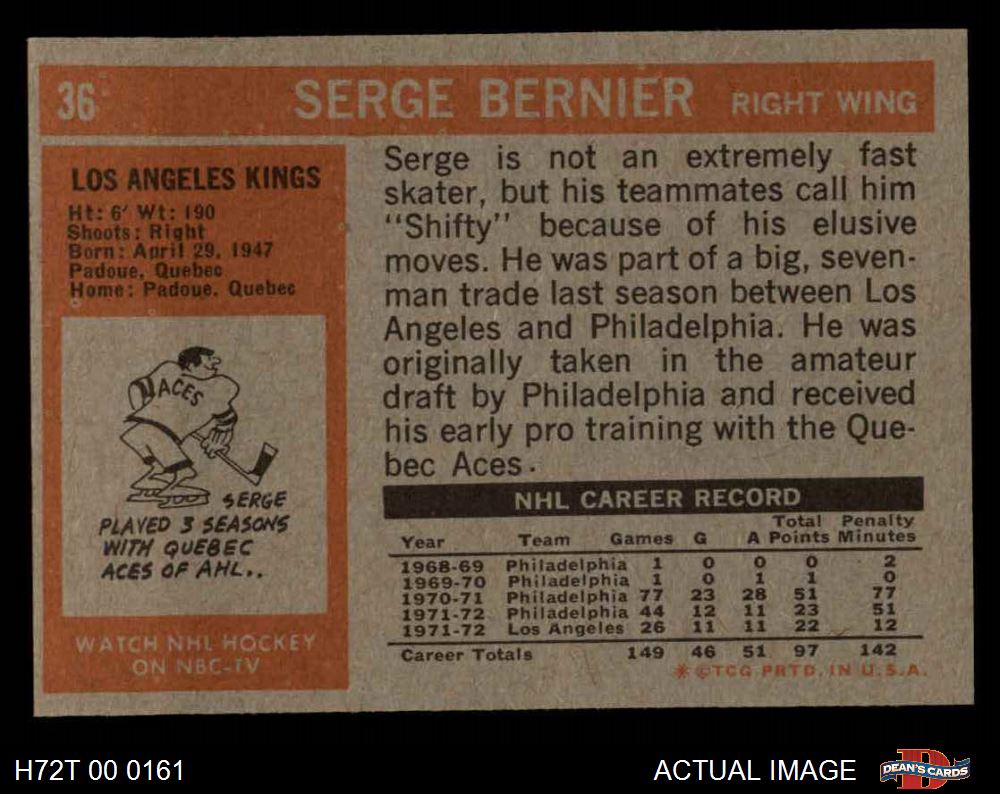 36 SERGE BERNIER RIGHT WING
LOS ANGELES KINGS
Ht: 6' Wt: 190
Shoots: Right
Born: April 29, 1947
Padoue, Quebec
Home: Padoue, Quebec
ACES
SERGE
PLAYED 3 SEASONS
WITH QUEBEC
ACES OF AHL..
WATCH NHL HOCKEY
ON NBC-TV
Serge is not an extremely fast
skater, but his teammates call him
"Shifty" because of his elusive
moves. He was part of a big, seven-
man trade last season between Los
Angeles and Philadelphia. He was
originally taken in the amateur
draft by Philadelphia and received
his early pro training with the Que-
bec Aces.
NHL CAREER RECORD
Year Team Games G A Total Points Penalty Minutes
1968-69 Philadelphia 1 0 0 0 2
1969-70 Philadelphia 1 0 1 1 0
1970-71 Philadelphia 77 23 28 51 77
1971-72 Philadelphia 44 12 11 23 51
1971-72 Los Angeles 26 11 11 22 12
Career Totals 149 46 51 97 142
*©TCG PRTD. IN U.S.A.
H72T 00 0161
ACTUAL IMAGE
DEAN'S CARDS